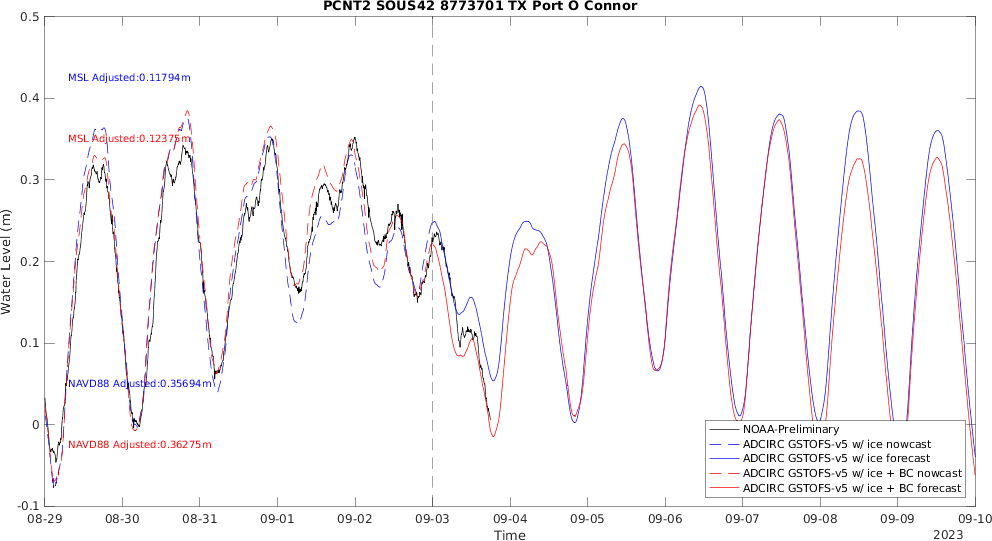 PCNT2 SOUS42 8773701 TX Port O Connor
0.5
0.4
0.3
0.2
0.1
0
-0.1
Water Level (m)
MSL Adjusted:0.11794m
MSL Adjusted:0.12375m
NAVD88 Adjusted:0.35694m
NAVD88 Adjusted:0.36275m
NOAA-Preliminary
ADCIRC GSTOFS-v5 w/ ice nowcast
ADCIRC GSTOFS-v5 w/ ice forecast
ADCIRC GSTOFS-v5 w/ ice + BC nowcast
ADCIRC GSTOFS-v5 w/ ice + BC forecast
08-29 08-30 08-31 09-01 09-02 09-03 09-04 09-05 09-06 09-07 09-08 09-09 09-10
Time
2023